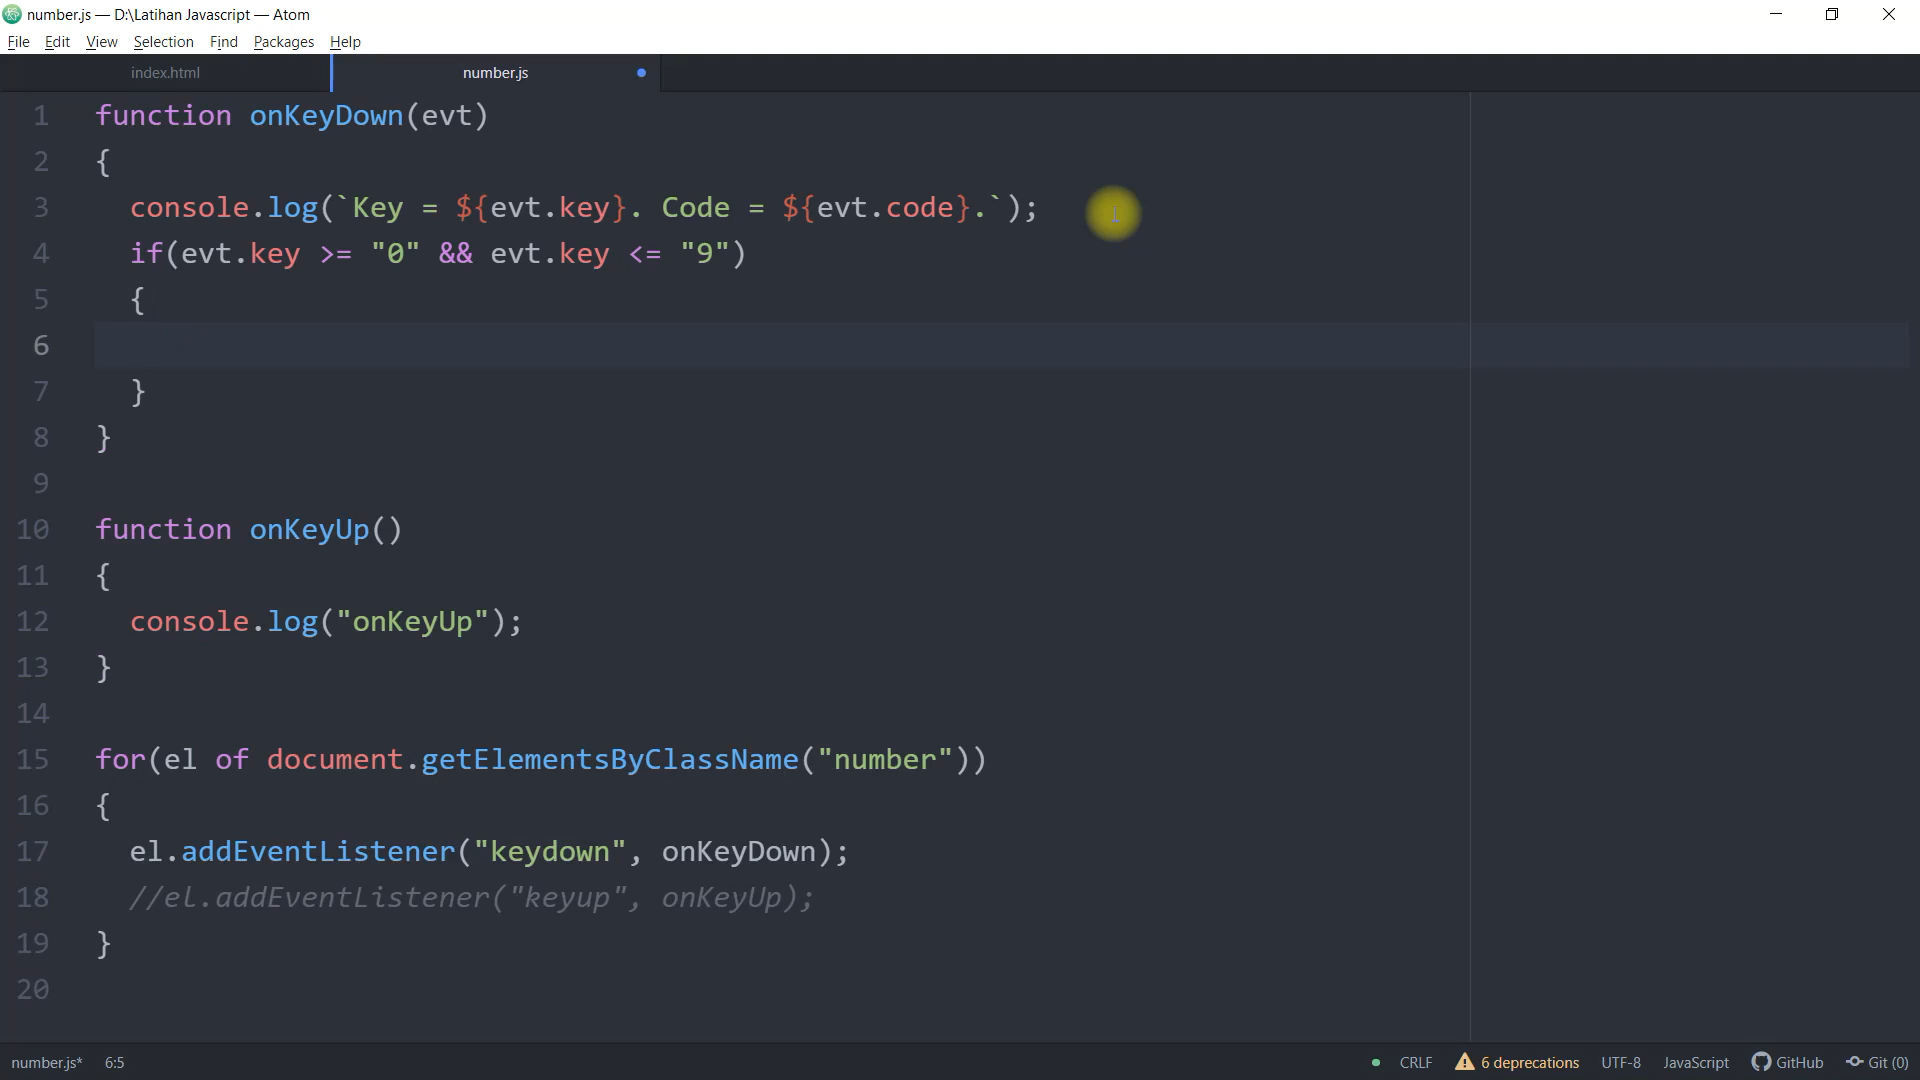 number.js — D:\Latihan Javascript — Atom
File Edit View Selection Find Packages Help
index.html number.js
1 function onKeyDown(evt)
2 {
3   console.log(`Key = ${evt.key}. Code = ${evt.code}.`);
4   if(evt.key >= "0" && evt.key <= "9")
5   {
6
7   }
8 }
9
10 function onKeyUp()
11 {
12   console.log("onKeyUp");
13 }
14
15 for(el of document.getElementsByClassName("number"))
16 {
17   el.addEventListener("keydown", onKeyDown);
18   //el.addEventListener("keyup", onKeyUp);
19 }
20
number.js* 6:5 CRLF 6 deprecations UTF-8 JavaScript GitHub Git (0)